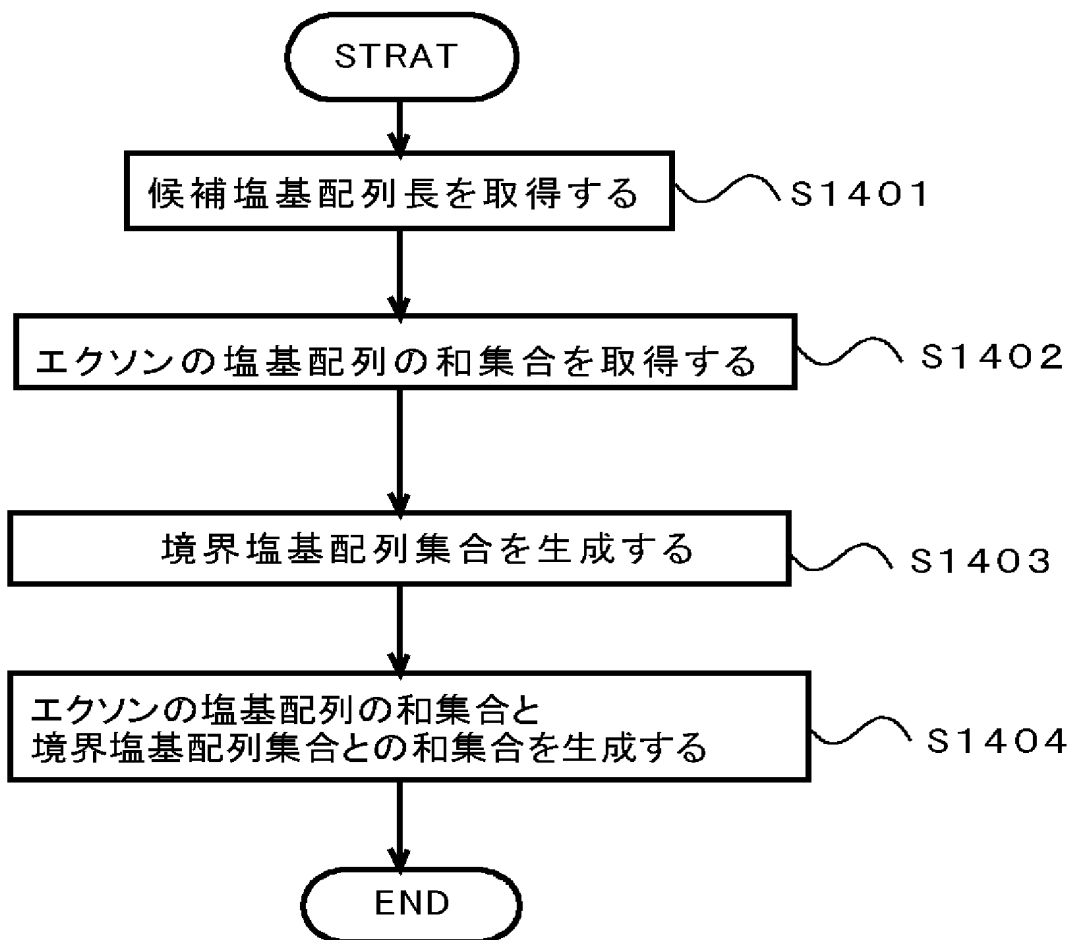 STRAT
候補塩基配列長を取得する
S1401
エクソンの塩基配列の和集合を取得する
S1402
境界塩基配列集合を生成する
S1403
エクソンの塩基配列の和集合と
境界塩基配列集合との和集合を生成する
S1404
END